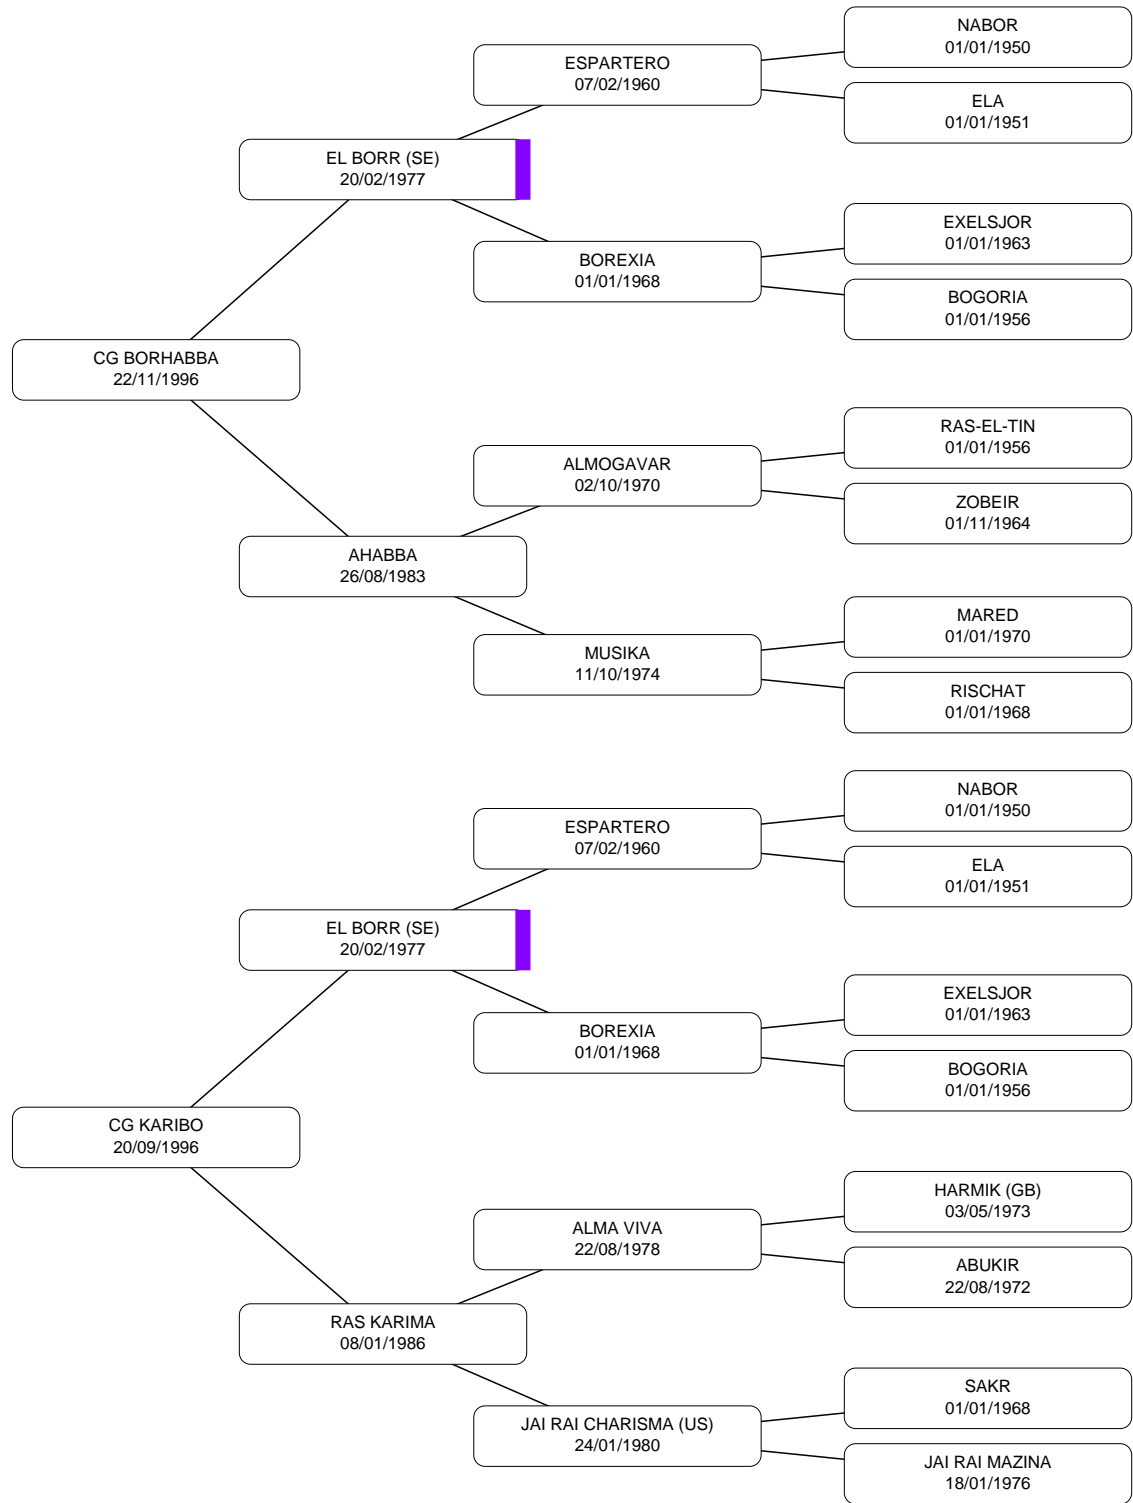 NABOR
01/01/1950
ESPARTERO
07/02/1960
ELA
01/01/1951
EL BORR (SE)
20/02/1977
EXELSJOR
01/01/1963
BOREXIA
01/01/1968
BOGORIA
01/01/1956
CG BORHABBA
22/11/1996
RAS-EL-TIN
01/01/1956
ALMOGAVAR
02/10/1970
ZOBEIR
01/11/1964
AHABBA
26/08/1983
MARED
01/01/1970
MUSIKA
11/10/1974
RISCHAT
01/01/1968
NABOR
01/01/1950
ESPARTERO
07/02/1960
ELA
01/01/1951
EL BORR (SE)
20/02/1977
EXELSJOR
01/01/1963
BOREXIA
01/01/1968
BOGORIA
01/01/1956
CG KARIBO
20/09/1996
HARMIK (GB)
03/05/1973
ALMA VIVA
22/08/1978
ABUKIR
22/08/1972
RAS KARIMA
08/01/1986
SAKR
01/01/1968
JAI RAI CHARISMA (US)
24/01/1980
JAI RAI MAZINA
18/01/1976